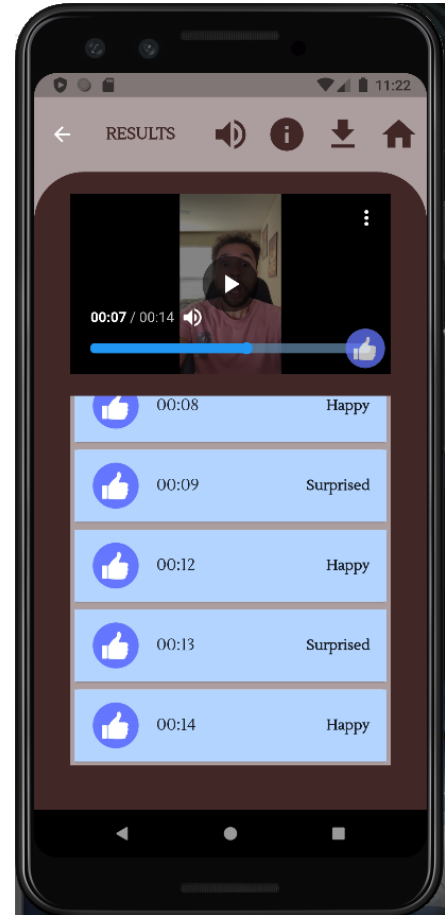 11:22
RESULTS
00:07 / 00:14
00:08 Happy
00:09 Surprised
00:12 Happy
00:13 Surprised
00:14 Happy